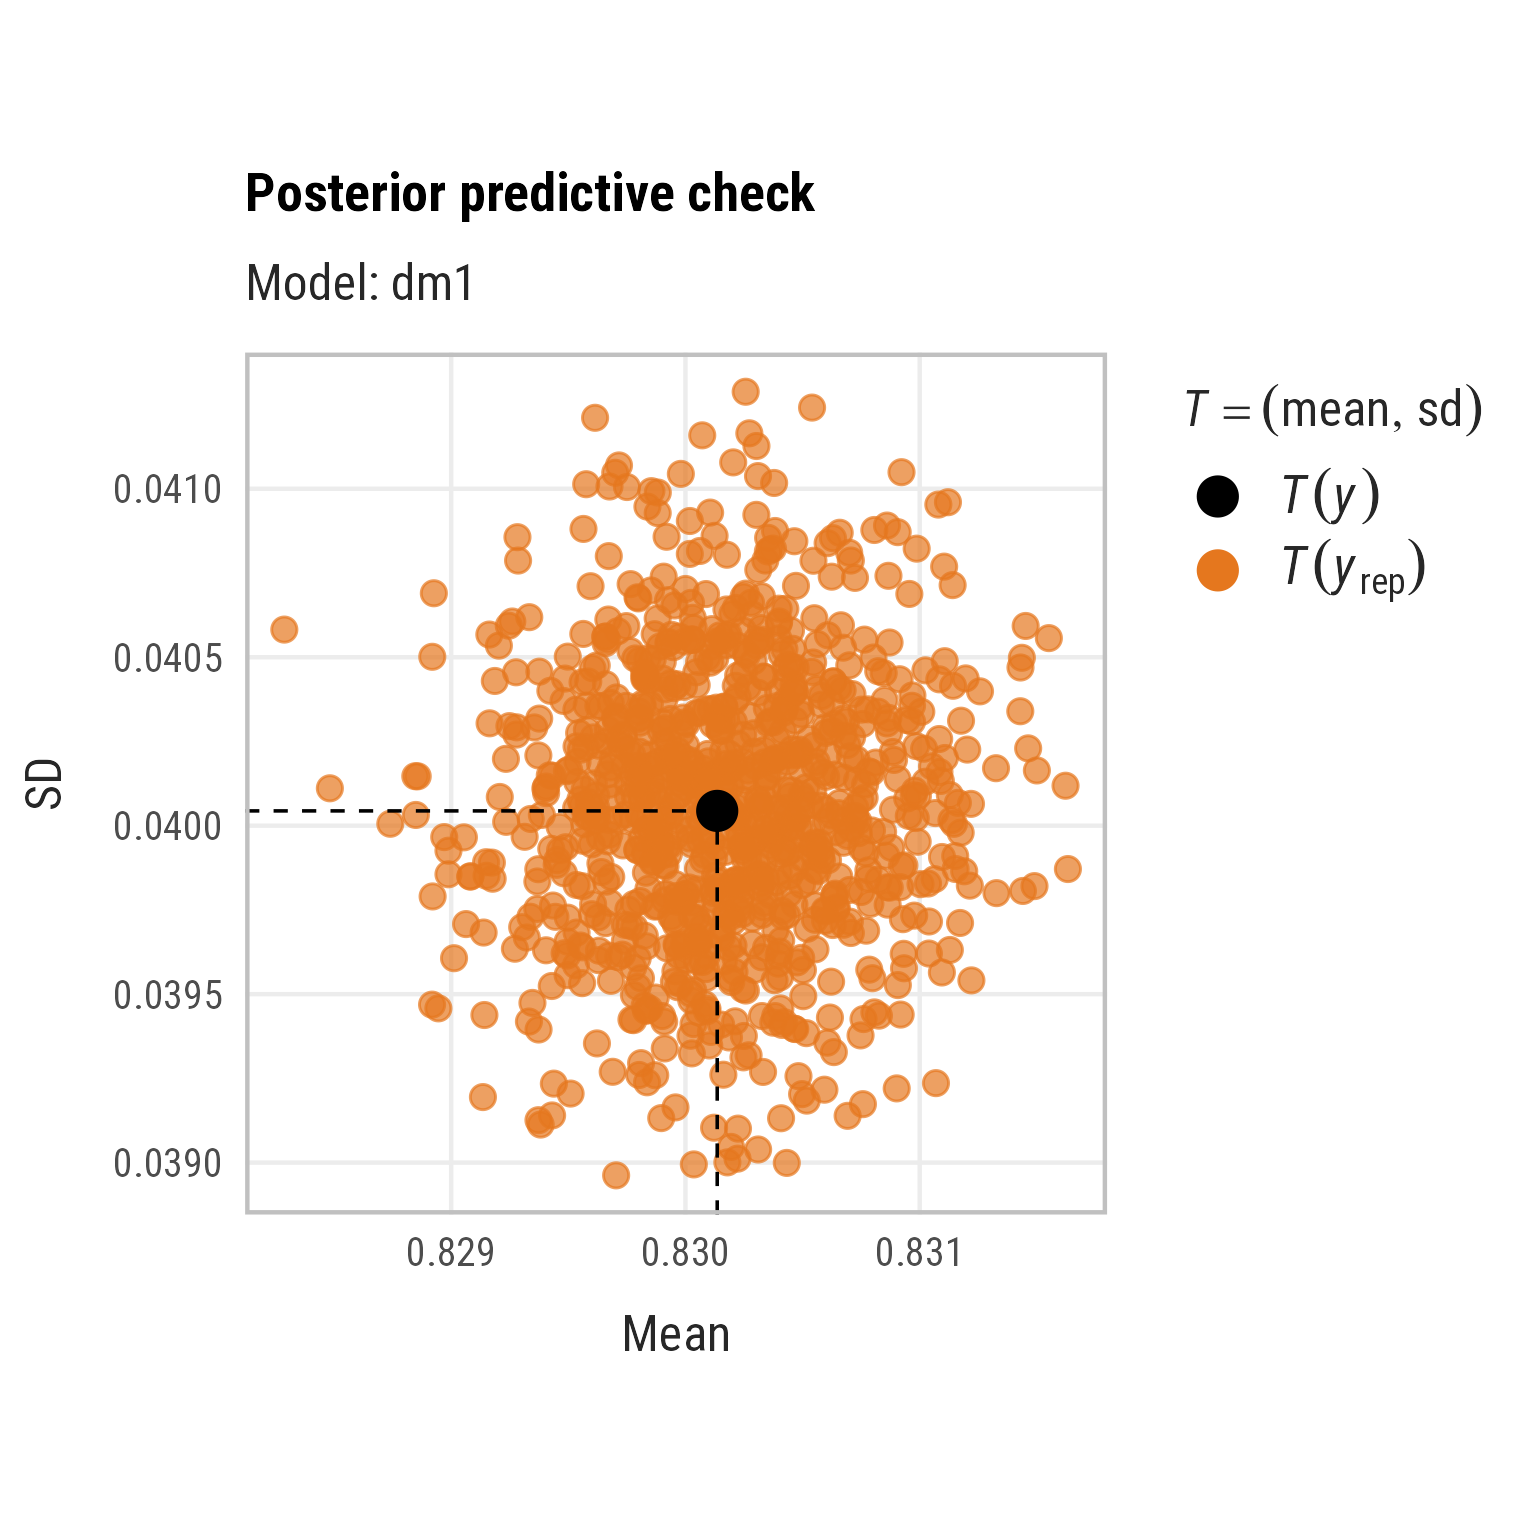 Posterior predictive check
Model: dm1
T = (mean, sd)
T(y)
T(y_rep)
SD
0.0410
0.0405
0.0400
0.0395
0.0390
0.829 0.830 0.831
Mean